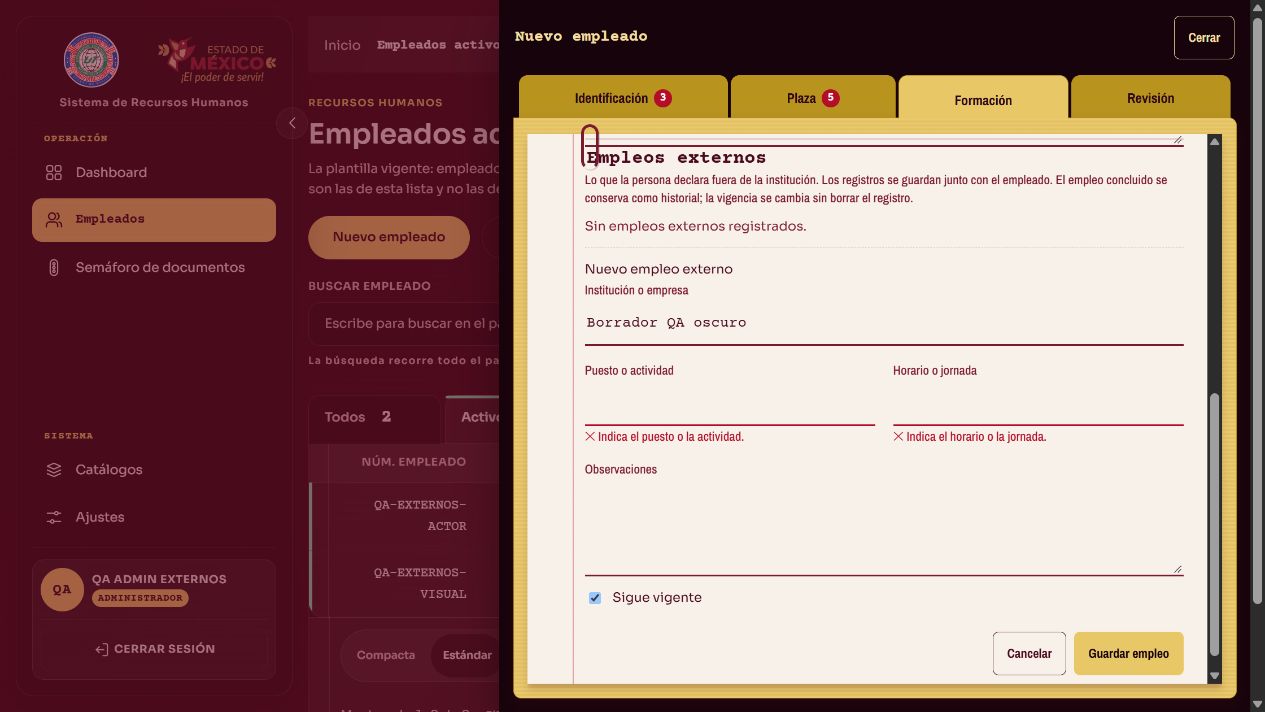 ESTADO DE
MÉXICO
¡El poder de servir!
Sistema de Recursos Humanos
OPERACIÓN
Dashboard
Empleados
Semáforo de documentos
SISTEMA
Catálogos
Ajustes
QA
QA ADMIN EXTERNOS
ADMINISTRADOR
CERRAR SESIÓN
Inicio Empleados activo
RECURSOS HUMANOS
Empleados ac
La plantilla vigente: emplead
son las de esta lista y no las de
Nuevo empleado
BUSCAR EMPLEADO
Escribe para buscar en el pa
La búsqueda recorre todo el pa
Todos 2 Activ
NÚM. EMPLEADO
QA-EXTERNOS-
ACTOR
QA-EXTERNOS-
VISUAL
Compacta Estándar
Nuevo empleado
Cerrar
Identificación 3 Plaza 5 Formación Revisión
Empleos externos
Lo que la persona declara fuera de la institución. Los registros se guardan junto con el empleado. El empleo concluido se
conserva como historial; la vigencia se cambia sin borrar el registro.
Sin empleos externos registrados.
Nuevo empleo externo
Institución o empresa
Borrador QA oscuro
Puesto o actividad Horario o jornada
Indica el puesto o la actividad. Indica el horario o la jornada.
Observaciones
Sigue vigente
Cancelar Guardar empleo